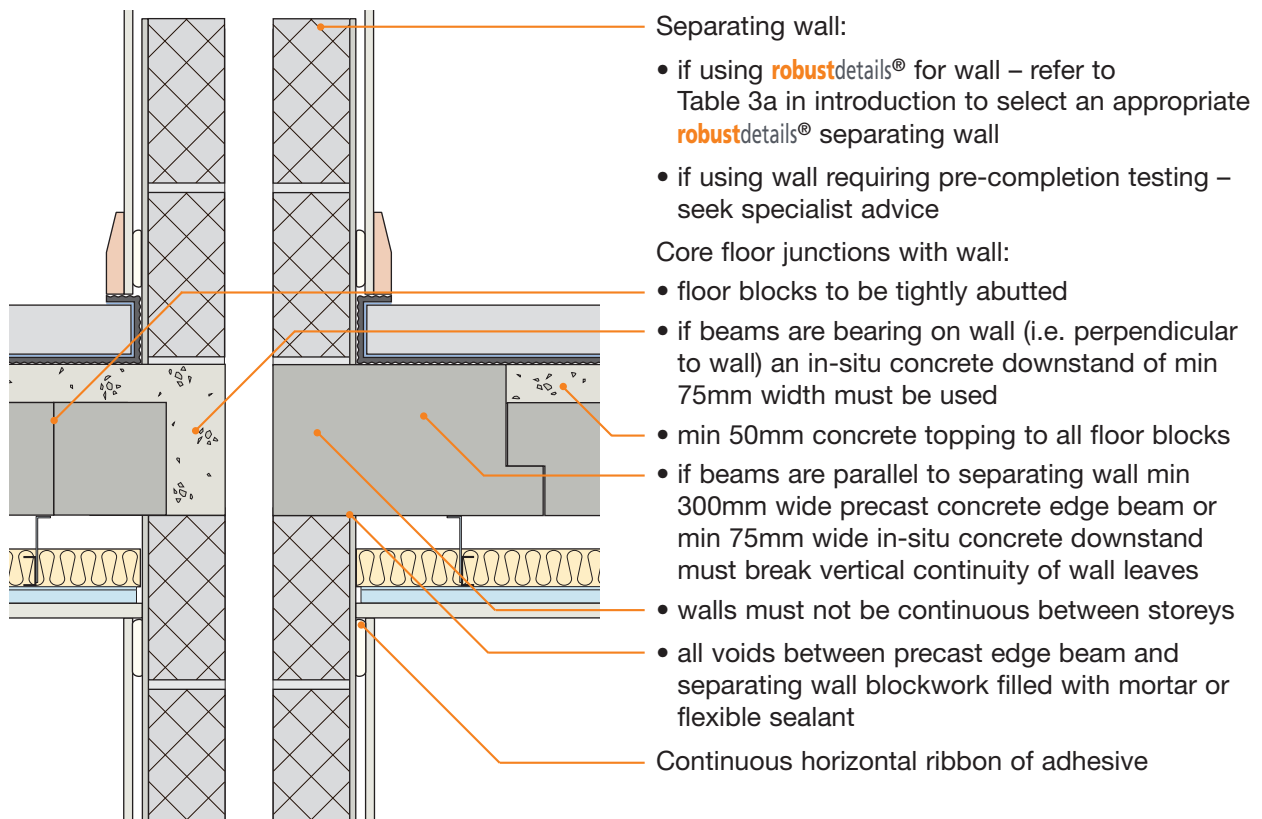 Separating wall:
• if using robustdetails® for wall – refer to
Table 3a in introduction to select an appropriate
robustdetails® separating wall
• if using wall requiring pre-completion testing –
seek specialist advice
Core floor junctions with wall:
• floor blocks to be tightly abutted
• if beams are bearing on wall (i.e. perpendicular
to wall) an in-situ concrete downstand of min
75mm width must be used
• min 50mm concrete topping to all floor blocks
• if beams are parallel to separating wall min
300mm wide precast concrete edge beam or
min 75mm wide in-situ concrete downstand
must break vertical continuity of wall leaves
• walls must not be continuous between storeys
• all voids between precast edge beam and
separating wall blockwork filled with mortar or
flexible sealant
Continuous horizontal ribbon of adhesive